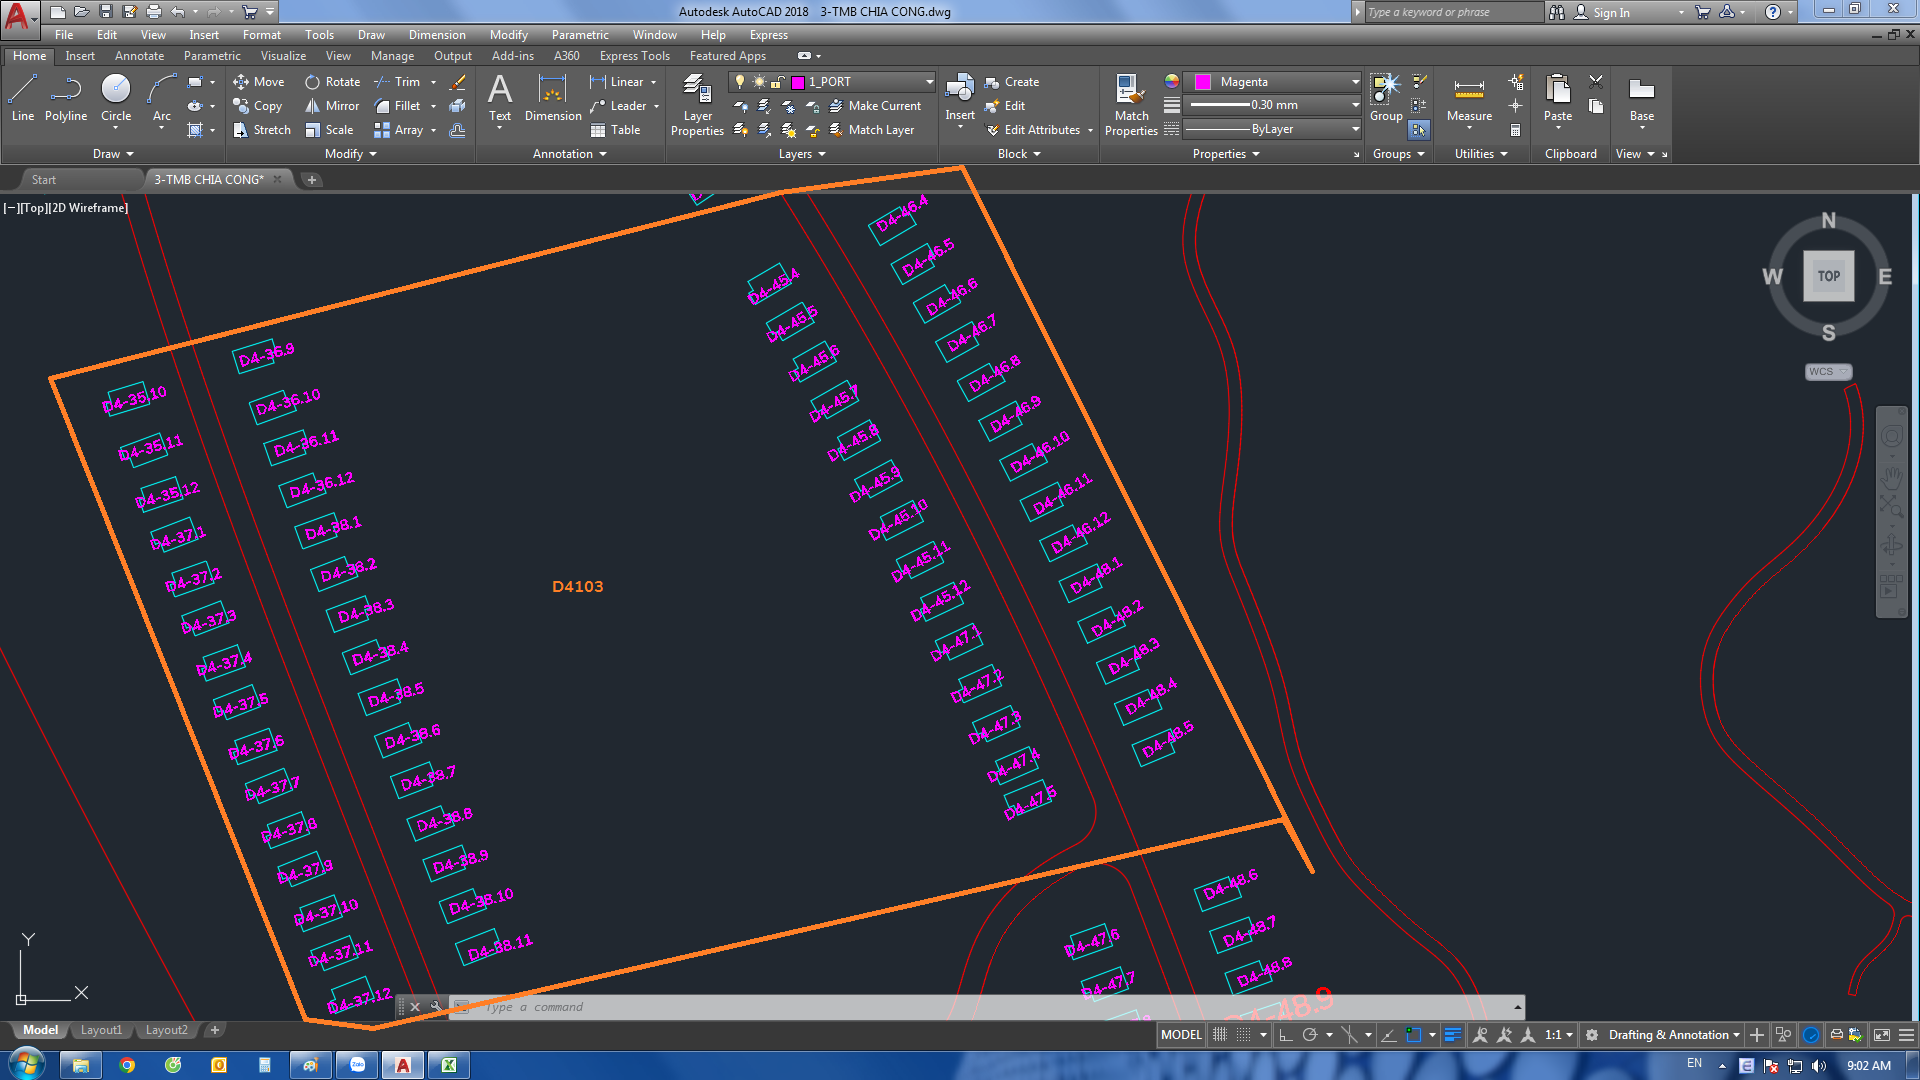 Autodesk AutoCAD 2018 3-TMB CHIA CONG.dwg
Type a keyword or phrase
Sign In
File Edit View Insert Format Tools Draw Dimension Modify Parametric Window Help Express
Home Insert Annotate Parametric Visualize View Manage Output Add-ins A360 Express Tools Featured Apps
Line Polyline Circle Arc
Move Rotate Trim
Copy Mirror Fillet
Stretch Scale Array
Text Dimension
Linear
Leader
Table
Layer Properties
1_PORT
Make Current
Match Layer
Insert
Create
Edit
Edit Attributes
Match Properties
Magenta
0.30 mm
ByLayer
Group
Measure
Paste
Base
Draw Modify Annotation Layers Block Properties Groups Utilities Clipboard View
Start 3-TMB CHIA CONG*
[−][Top][2D Wireframe]
N
W TOP E
S
WCS
D4-35.10
D4-35.11
D4-35.12
D4-37.1
D4-37.2
D4-37.3
D4-37.4
D4-37.5
D4-37.6
D4-37.7
D4-37.8
D4-37.9
D4-37.10
D4-37.11
D4-37.12
D4-36.9
D4-36.10
D4-36.11
D4-36.12
D4-38.1
D4-38.2
D4-38.3
D4-38.4
D4-38.5
D4-38.6
D4-38.7
D4-38.8
D4-38.9
D4-38.10
D4-38.11
D4103
D4-45.4
D4-45.5
D4-45.6
D4-45.7
D4-45.8
D4-45.9
D4-45.10
D4-45.11
D4-45.12
D4-47.1
D4-47.2
D4-47.3
D4-47.4
D4-47.5
D4-47.6
D4-47.7
D4-46.4
D4-46.5
D4-46.6
D4-46.7
D4-46.8
D4-46.9
D4-46.10
D4-46.11
D4-46.12
D4-48.1
D4-48.2
D4-48.3
D4-48.4
D4-48.5
D4-48.6
D4-48.7
D4-48.8
D4-48.9
Y
X
Type a command
Model Layout1 Layout2
MODEL 1:1 Drafting & Annotation
Zalo
EN 9:02 AM